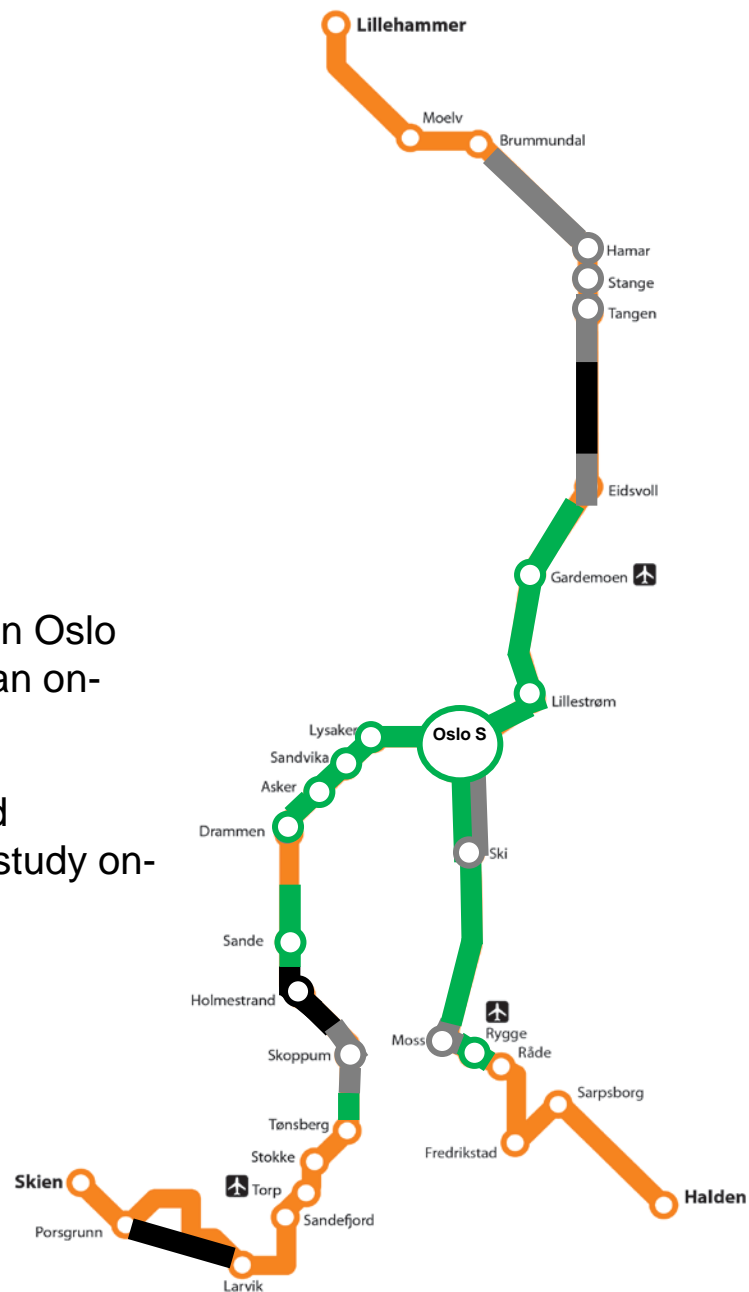 Lillehammer
Moelv
Brummundal
Hamar
Stange
Tangen
Eidsvoll
Gardemoen
n Oslo
an on-
Lillestrøm
Lysaker
Oslo S
Sandvika
Asker
d
Drammen
study on-
Ski
Sande
Holmestrand
Moss
Rygge
Skoppum
Råde
Sarpsborg
Tønsberg
Fredrikstad
Stokke
Skien
Torp
Halden
Sandefjord
Porsgrunn
Larvik